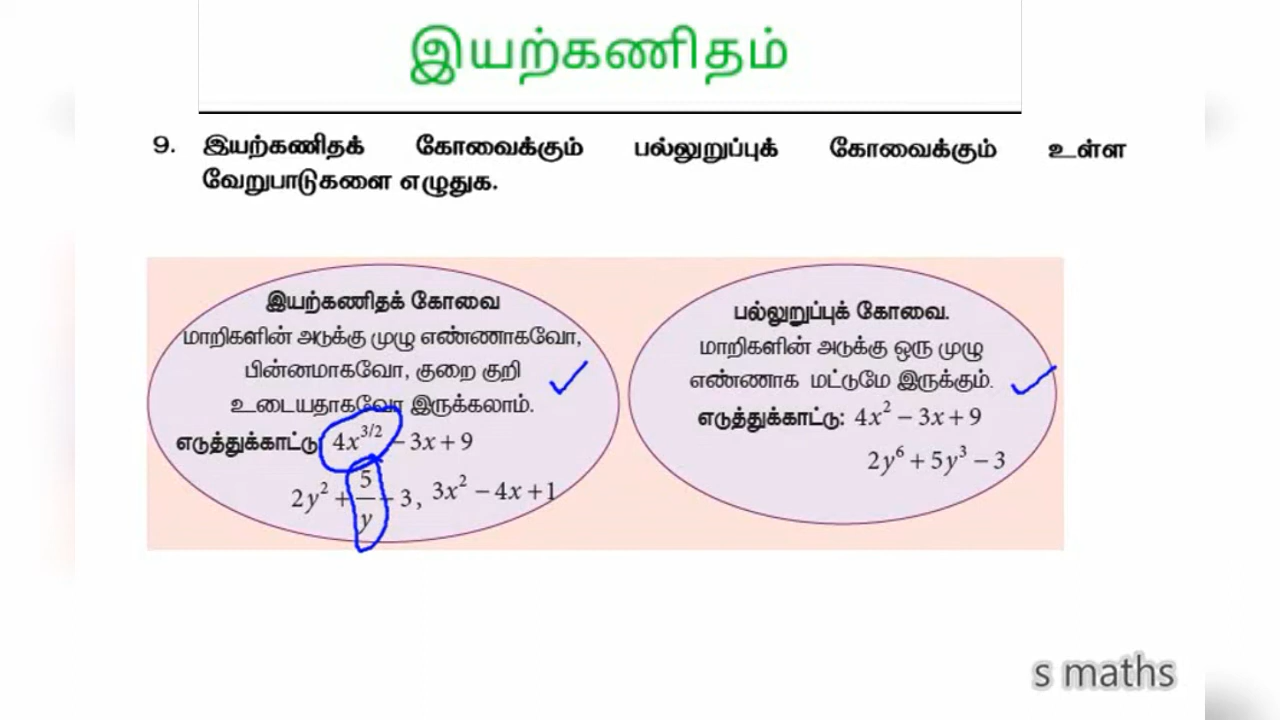 இயற்கணிதம்
9. இயற்கணிதக் கோவைக்கும் பல்லுறுப்புக் கோவைக்கும் உள்ள
வேறுபாடுகளை எழுதுக.
இயற்கணிதக் கோவை
மாறிகளின் அடுக்கு முழு எண்ணாகவோ,
பின்னமாகவோ, குறை குறி
உடையதாகவோ இருக்கலாம்.
எடுத்துக்காட்டு 4x^{3/2} − 3x + 9
2y² + 5/y − 3, 3x² − 4x + 1
பல்லுறுப்புக் கோவை.
மாறிகளின் அடுக்கு ஒரு முழு
எண்ணாக மட்டுமே இருக்கும்.
எடுத்துக்காட்டு: 4x² − 3x + 9
2y⁶ + 5y³ − 3
s maths